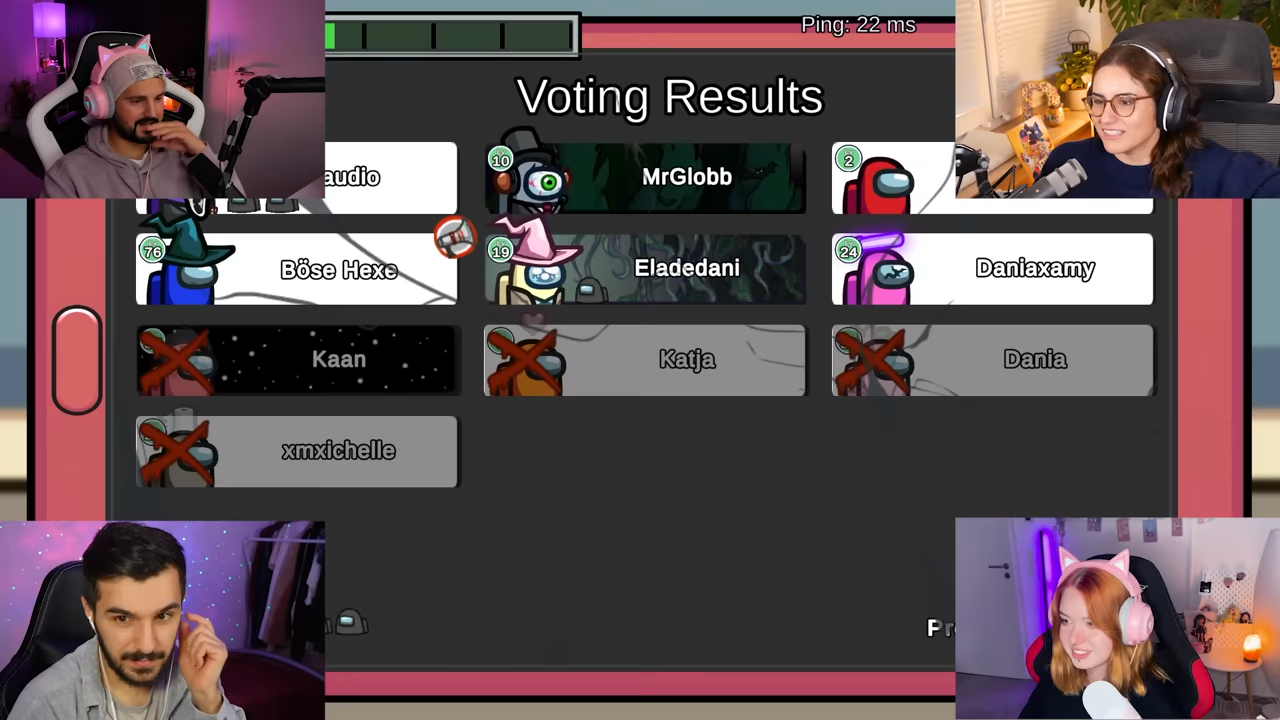 Ping: 22 ms
Voting Results
audio
10
MrGlobb
2
76
Böse Hexe
19
Eladedani
24
Daniaxamy
Kaan
Katja
Dania
xmxichelle
Pr